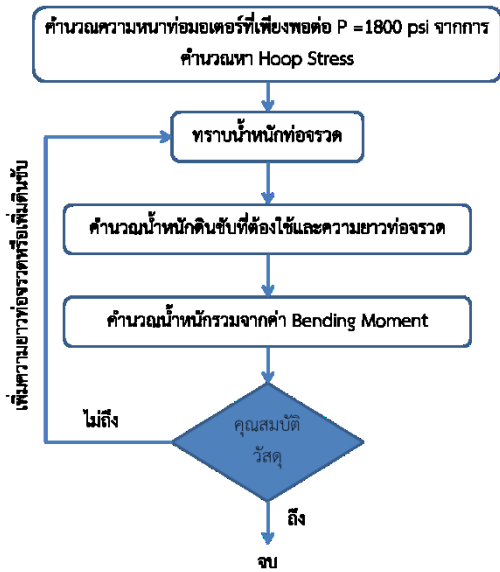 คำนวณความหนาท่อมอเตอร์ที่เพียงพอต่อ P =1800 psi จากการ
คำนวณหา Hoop Stress
ทราบน้ำหนักท่อจรวด
คำนวณน้ำหนักดินขับที่ต้องใช้และความยาวท่อจรวด
คำนวณน้ำหนักรวมจากค่า Bending Moment
คุณสมบัติ
วัสดุ
ไม่ถึง
เพิ่มความยาวท่อจรวดหรือเพิ่มดินขับ
ถึง
จบ